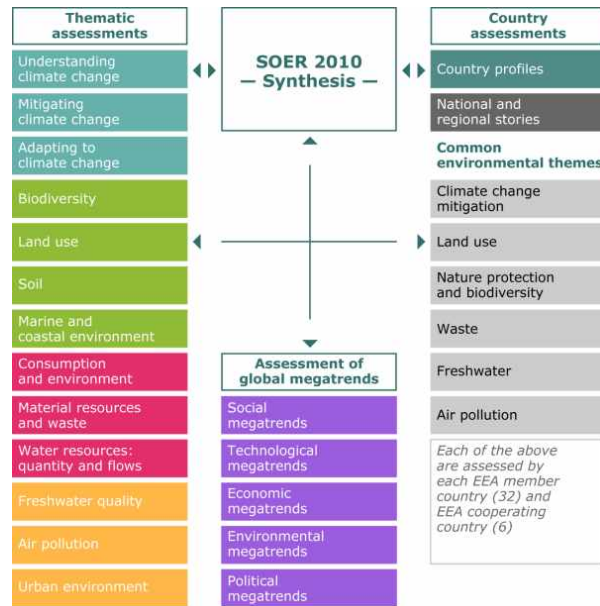 Thematic
assessments
Understanding
climate change
Mitigating
climate change
Adapting to
climate change
Biodiversity
Land use
Soil
Marine and
coastal environment
Consumption
and environment
Material resources
and waste
Water resources:
quantity and flows
Freshwater quality
Air pollution
Urban environment
SOER 2010
— Synthesis —
Assessment of
global megatrends
Social
megatrends
Technological
megatrends
Economic
megatrends
Environmental
megatrends
Political
megatrends
Country
assessments
Country profiles
National and
regional stories
Common
environmental themes
Climate change
mitigation
Land use
Nature protection
and biodiversity
Waste
Freshwater
Air pollution
Each of the above
are assessed by
each EEA member
country (32) and
EEA cooperating
country (6)